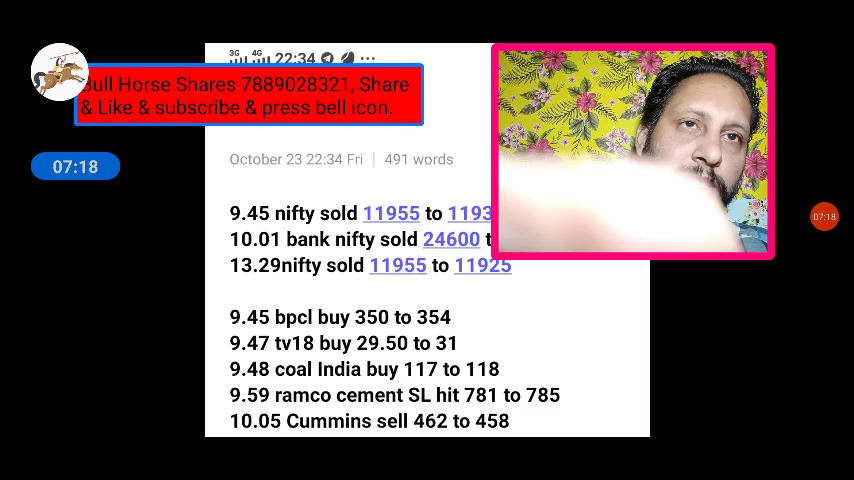 3G 4G 22:34
Bull Horse Shares 7889028321, Share
& Like & subscribe & press bell icon.
October 23 22:34 Fri | 491 words
07:18
07:18
9.45 nifty sold 11955 to 1193
10.01 bank nifty sold 24600 t
13.29nifty sold 11955 to 11925
9.45 bpcl buy 350 to 354
9.47 tv18 buy 29.50 to 31
9.48 coal India buy 117 to 118
9.59 ramco cement SL hit 781 to 785
10.05 Cummins sell 462 to 458